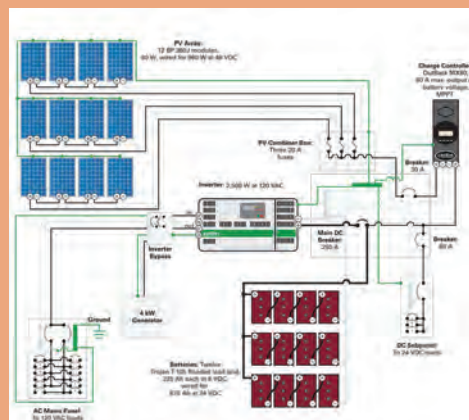 PV Array:
12 BP 380J modules,
80 W, wired for 960 W at 48 VDC
Charge Controller:
OutBack MX60,
60 A max. output at
battery voltage,
MPPT
PV Combiner Box:
Three 20 A
fuses
Breaker:
30 A
Inverter: 2,500 W at 120 VAC
Main DC
Breaker:
250 A
Breaker:
60 A
Inverter
Bypass
4 kW
Generator
Ground
DC Subpanel:
To 24 VDC loads
Batteries: Twelve
Trojan T-105 flooded lead-acid,
225 Ah each at 6 VDC,
wired for
675 Ah at 24 VDC
AC Mains Panel:
To 120 VAC loads